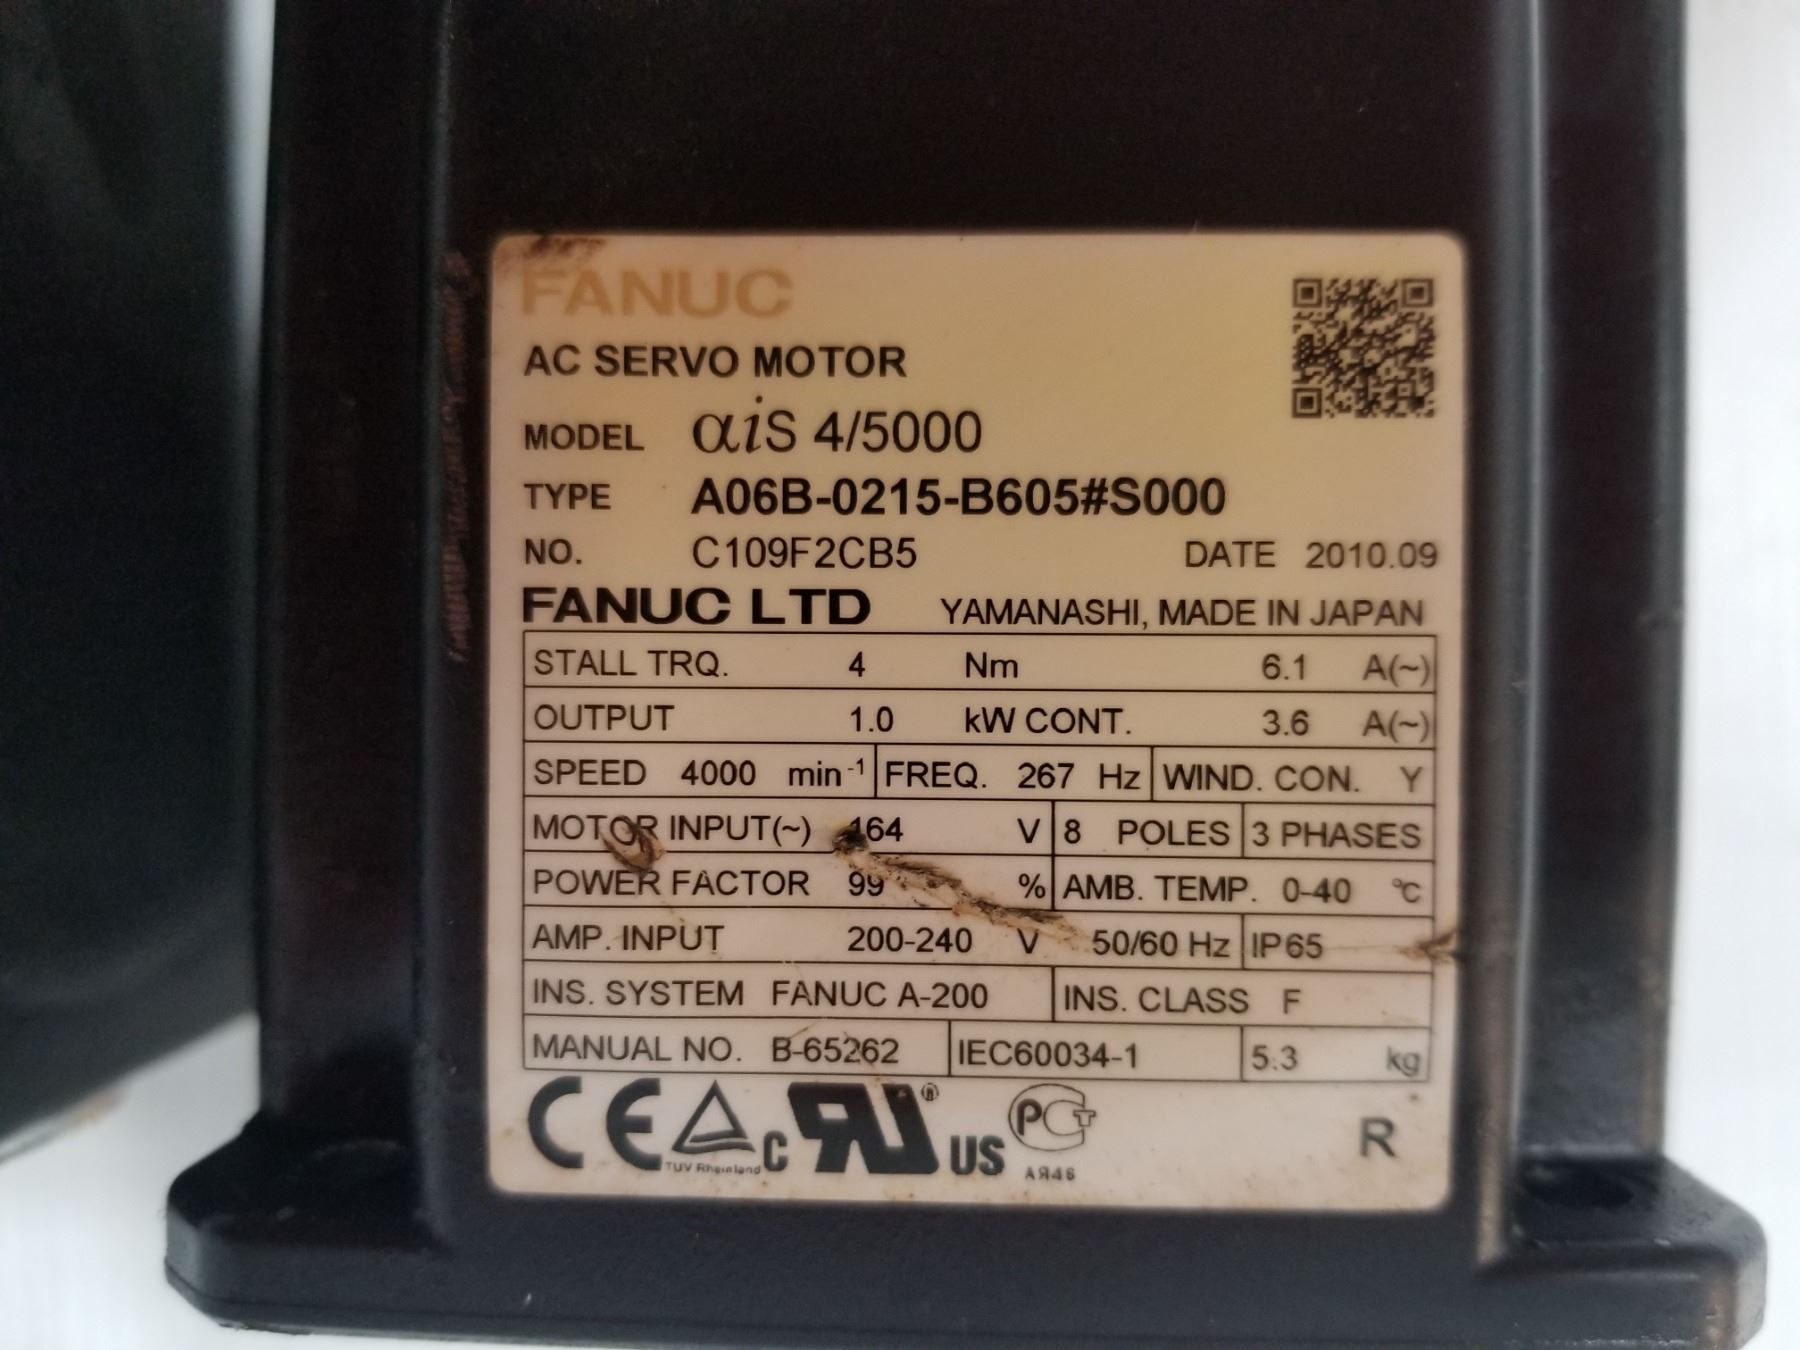 FANUC
AC SERVO MOTOR
MODEL αiS 4/5000
TYPE A06B-0215-B605#S000
NO. C109F2CB5 DATE 2010.09
FANUC LTD YAMANASHI, MADE IN JAPAN
STALL TRQ. 4 Nm 6.1 A(~)
OUTPUT 1.0 kW CONT. 3.6 A(~)
SPEED 4000 min⁻¹ FREQ. 267 Hz WIND. CON. Y
MOTOR INPUT(~) 164 V 8 POLES 3 PHASES
POWER FACTOR 99 % AMB. TEMP. 0-40 ℃
AMP. INPUT 200-240 V 50/60 Hz IP65
INS. SYSTEM FANUC A-200 INS. CLASS F
MANUAL NO. B-65262 IEC60034-1 5.3 kg
CE TUV Rheinland c RU ® US PCT R
АЯ46